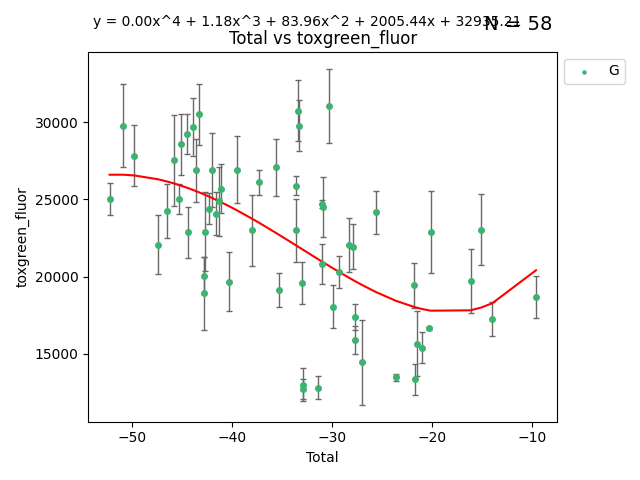 y = 0.00x^4 + 1.18x^3 + 83.96x^2 + 2005.44x + 32935.21
N = 58
Total vs toxgreen_fluor
G
30000
25000
20000
15000
toxgreen_fluor
−50 −40 −30 −20 −10
Total